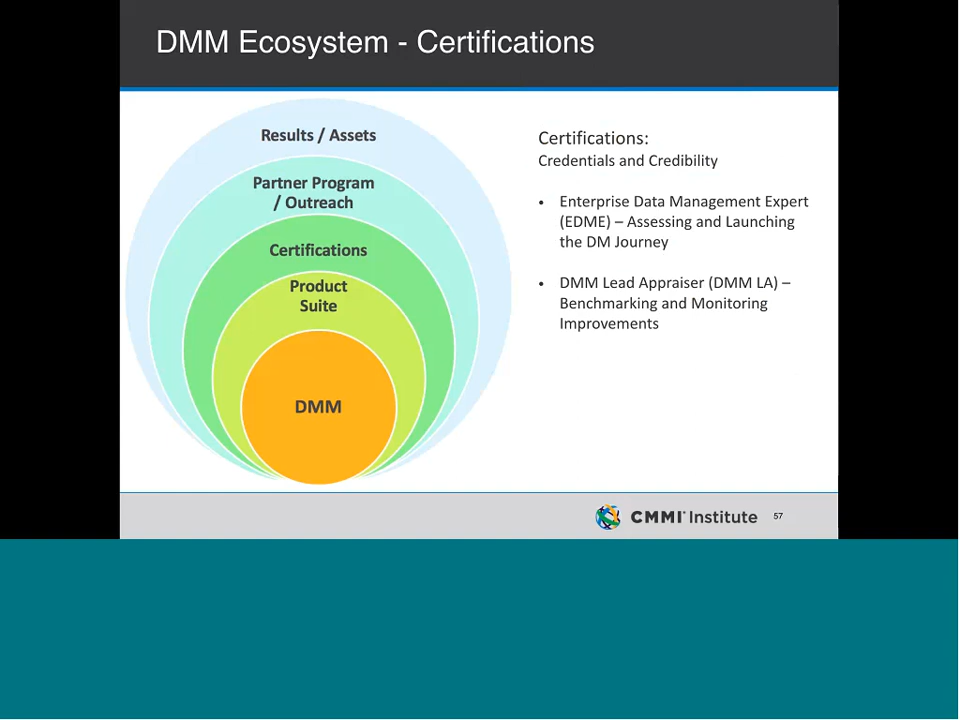 DMM Ecosystem - Certifications
Results / Assets
Partner Program
/ Outreach
Certifications
Product
Suite
DMM
Certifications:
Credentials and Credibility
• Enterprise Data Management Expert
(EDME) – Assessing and Launching
the DM Journey
• DMM Lead Appraiser (DMM LA) –
Benchmarking and Monitoring
Improvements
CMMI® Institute
57